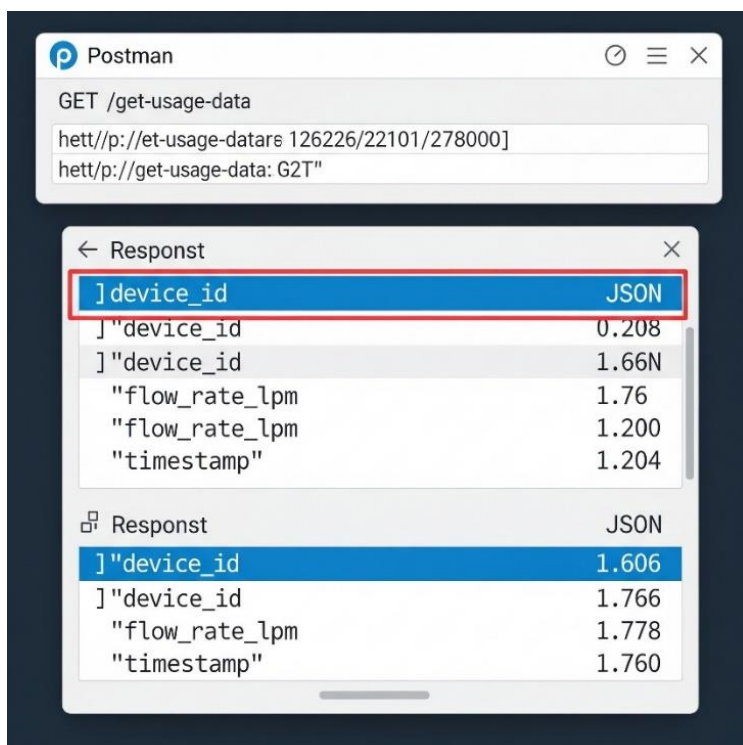 Postman
GET /get-usage-data
hett//p://et-usage-datare 126226/22101/278000]
hett/p://get-usage-data: G2T"
Responst
]device_id JSON
]"device_id 0.208
]"device_id 1.66N
"flow_rate_lpm 1.76
"flow_rate_lpm 1.200
"timestamp" 1.204
Responst JSON
]"device_id 1.606
]"device_id 1.766
"flow_rate_lpm 1.778
"timestamp" 1.760